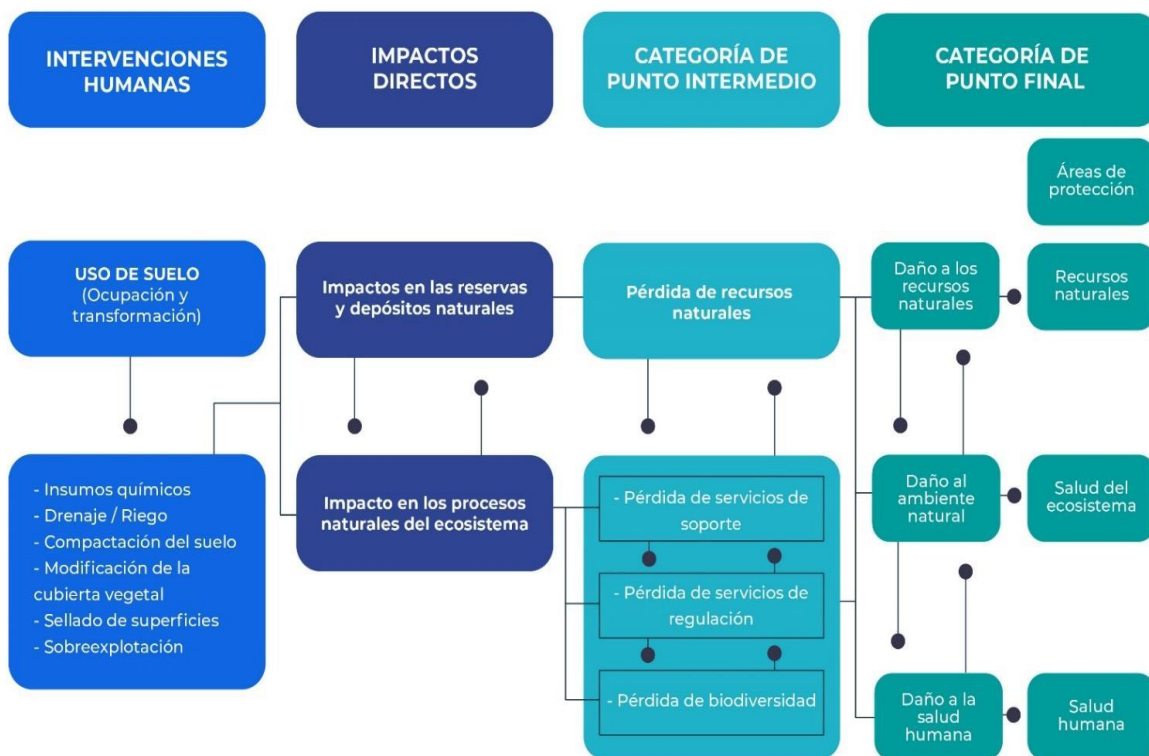 INTERVENCIONES
HUMANAS
IMPACTOS
DIRECTOS
CATEGORÍA DE
PUNTO INTERMEDIO
CATEGORÍA DE
PUNTO FINAL
Áreas de
protección
USO DE SUELO
(Ocupación y
transformación)
Impactos en las reservas
y depósitos naturales
Pérdida de recursos
naturales
Daño a los
recursos
naturales
Recursos
naturales
- Insumos químicos
- Drenaje / Riego
- Compactación del suelo
- Modificación de la
cubierta vegetal
- Sellado de superficies
- Sobreexplotación
Impacto en los procesos
naturales del ecosistema
- Pérdida de servicios de
soporte
- Pérdida de servicios de
regulación
- Pérdida de biodiversidad
Daño al
ambiente
natural
Salud del
ecosistema
Daño a la
salud
humana
Salud
humana